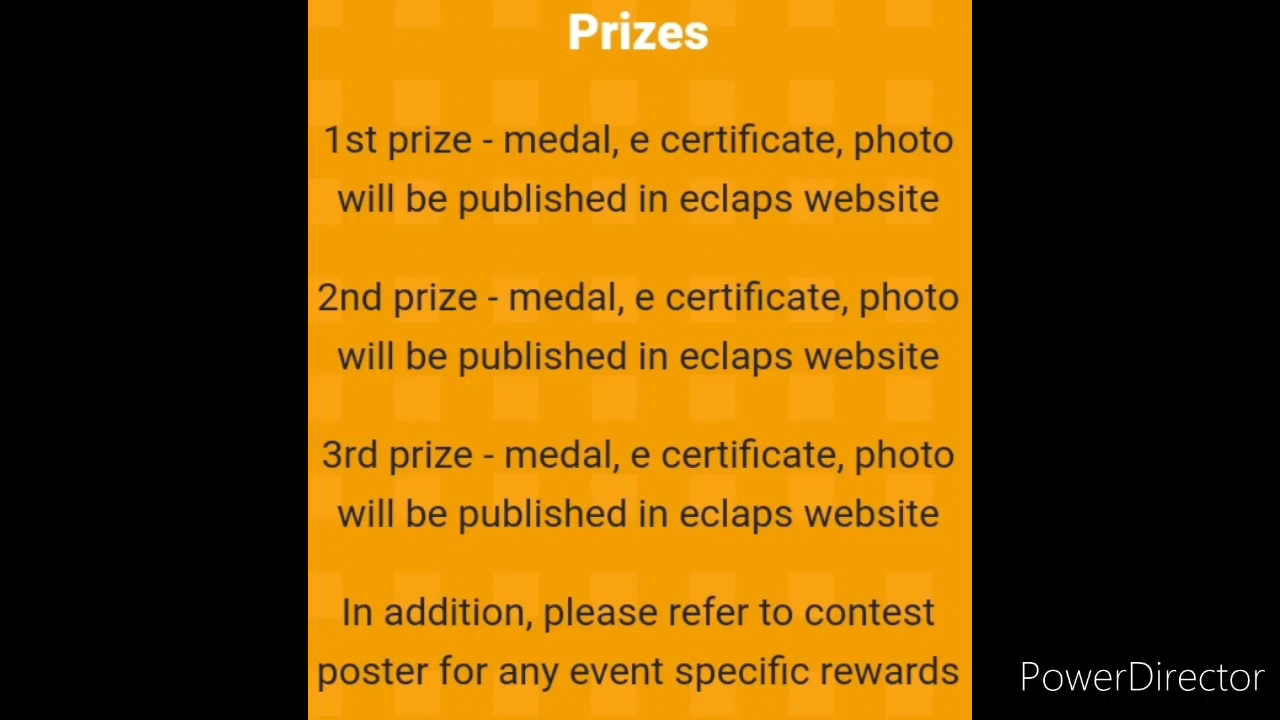 Prizes
1st prize - medal, e certificate, photo
will be published in eclaps website
2nd prize - medal, e certificate, photo
will be published in eclaps website
3rd prize - medal, e certificate, photo
will be published in eclaps website
In addition, please refer to contest
poster for any event specific rewards
PowerDirector